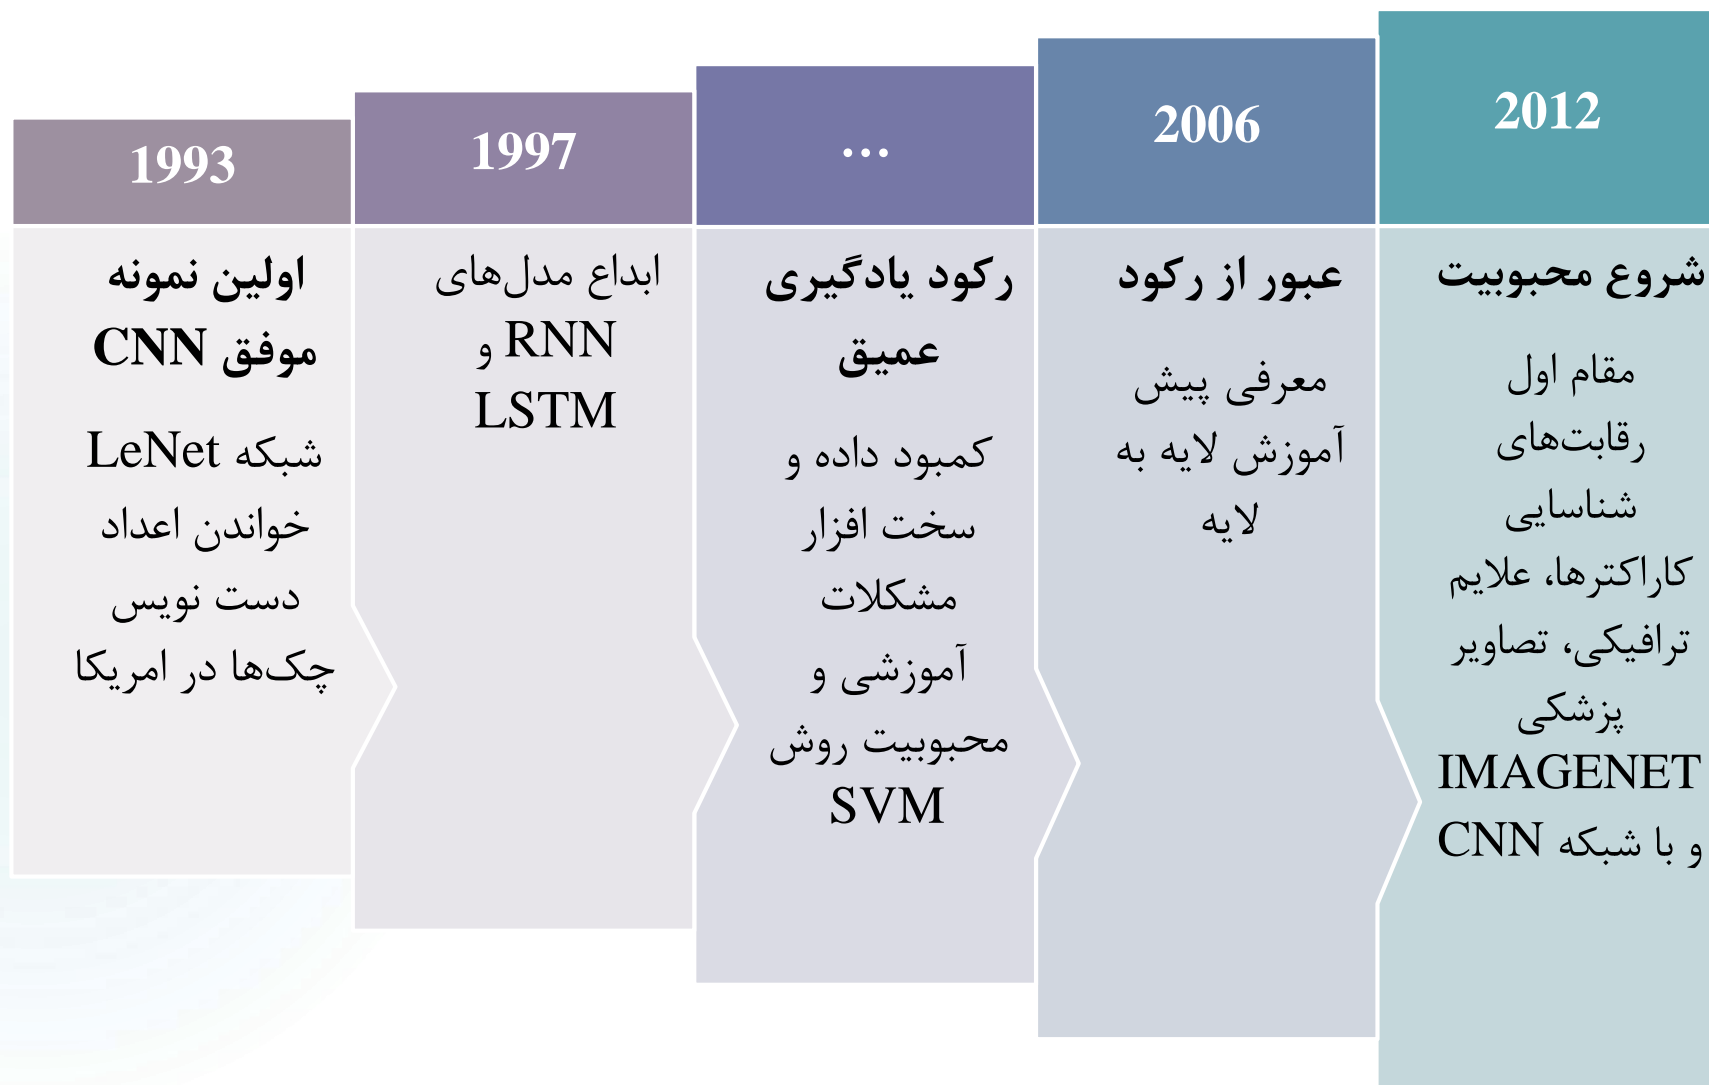 1993
اولین نمونه
موفق CNN
شبکه LeNet
خواندن اعداد
دست نویس
چک‌ها در امریکا
1997
ابداع مدل‌های
RNN و
LSTM
...
رکود یادگیری
عمیق
کمبود داده و
سخت افزار
مشکلات
آموزشی و
محبوبیت روش
SVM
2006
عبور از رکود
معرفی پیش
آموزش لایه به
لایه
2012
شروع محبوبیت
مقام اول
رقابت‌های
شناسایی
کاراکترها، علایم
ترافیکی، تصاویر
پزشکی
IMAGENET
و با شبکه CNN